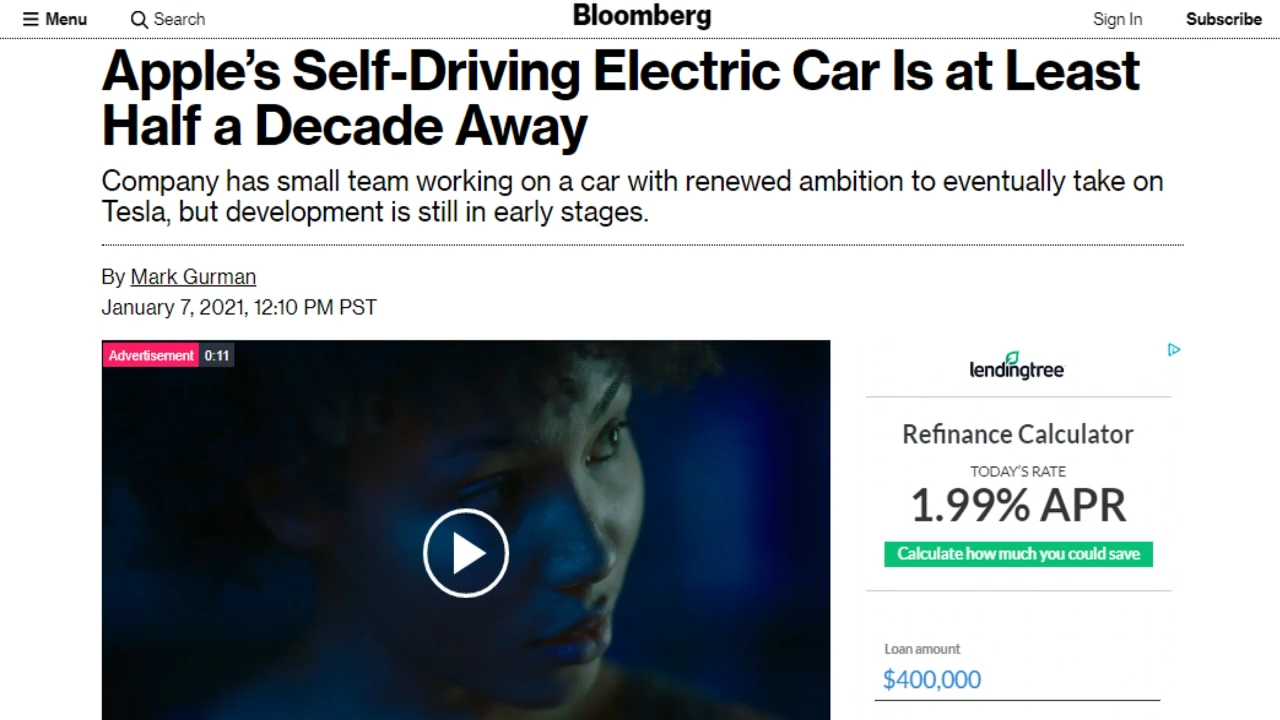 Menu
Search
Bloomberg
Sign In
Subscribe
Apple’s Self-Driving Electric Car Is at Least
Half a Decade Away
Company has small team working on a car with renewed ambition to eventually take on
Tesla, but development is still in early stages.
By Mark Gurman
January 7, 2021, 12:10 PM PST
Advertisement 0:11
lendingtree
Refinance Calculator
TODAY'S RATE
1.99% APR
Calculate how much you could save
Loan amount
$400,000